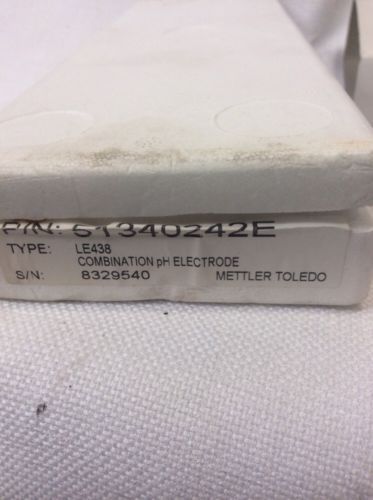 P/N: 51340242E
TYPE: LE438
COMBINATION pH ELECTRODE
S/N: 8329540 METTLER TOLEDO